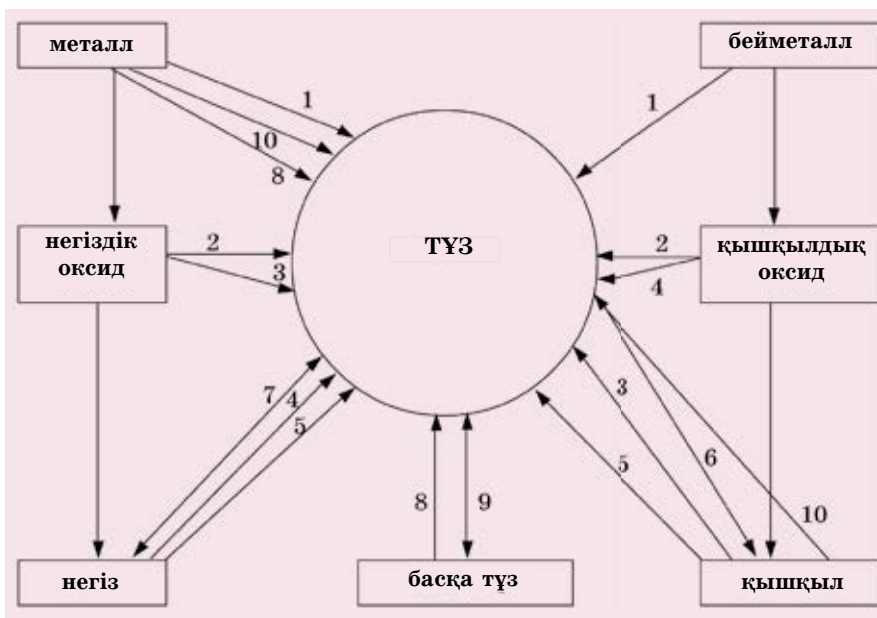 металл
бейметалл
1
1
10
8
негіздік
оксид
2
3
ТҰЗ
2
4
қышқылдық
оксид
7
4
5
3
5
6
8
9
10
негіз
басқа тұз
қышқыл